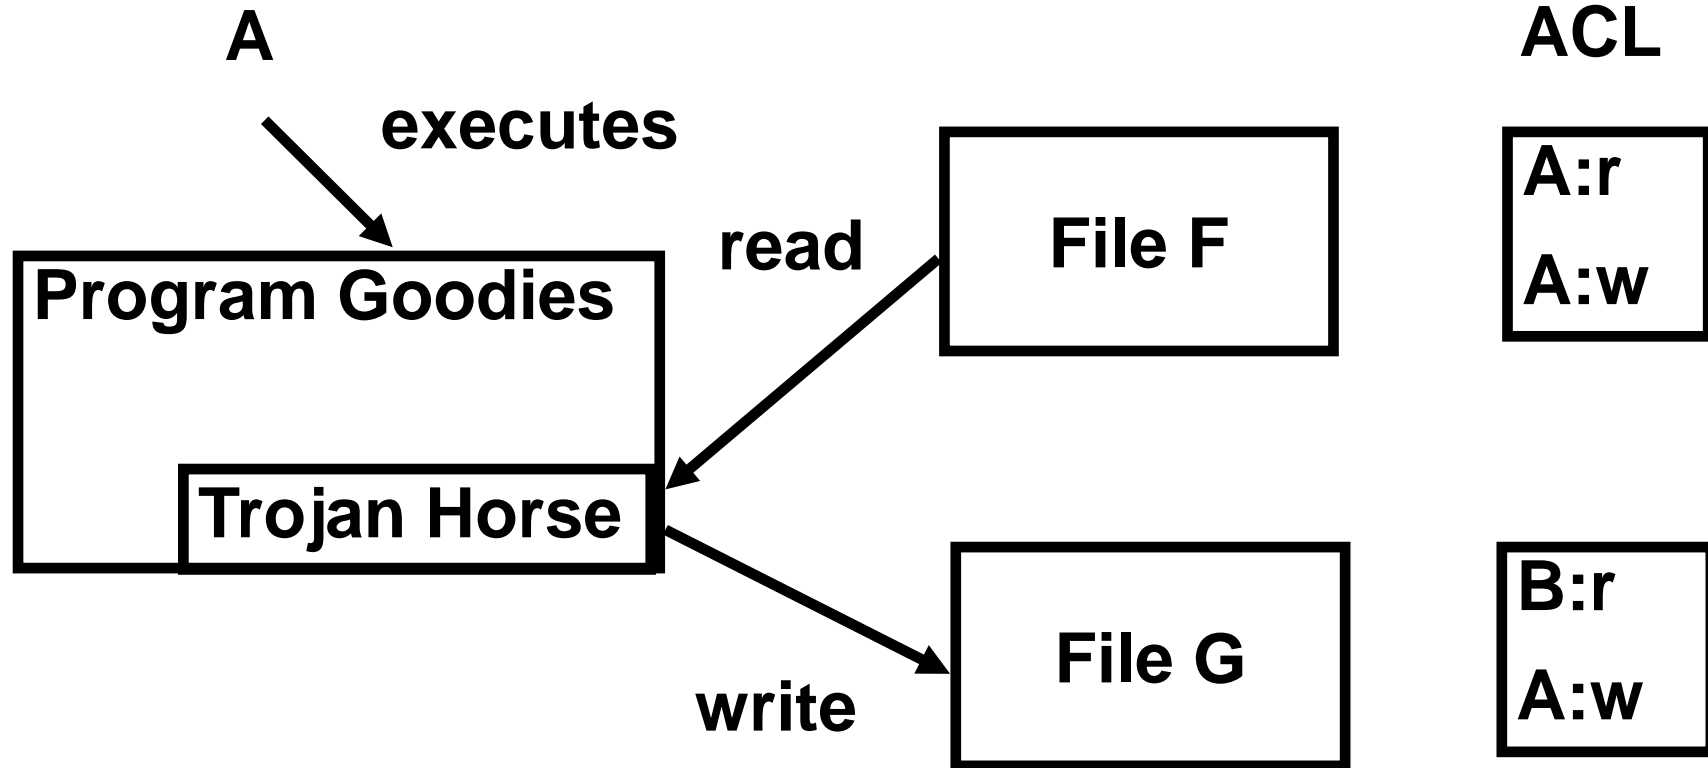 A
ACL
executes
A:r
A:w
read
File F
Program Goodies
Trojan Horse
B:r
A:w
File G
write